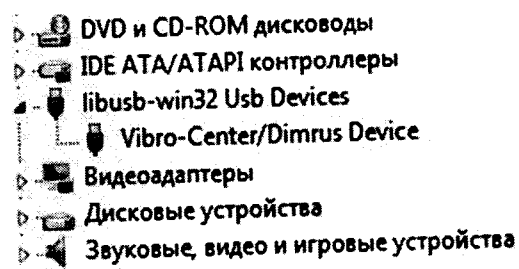 DVD и CD-ROM дисководы
IDE ATA/ATAPI контроллеры
libusb-win32 Usb Devices
Vibro-Center/Dimrus Device
Видеоадаптеры
Дисковые устройства
Звуковые, видео и игровые устройства